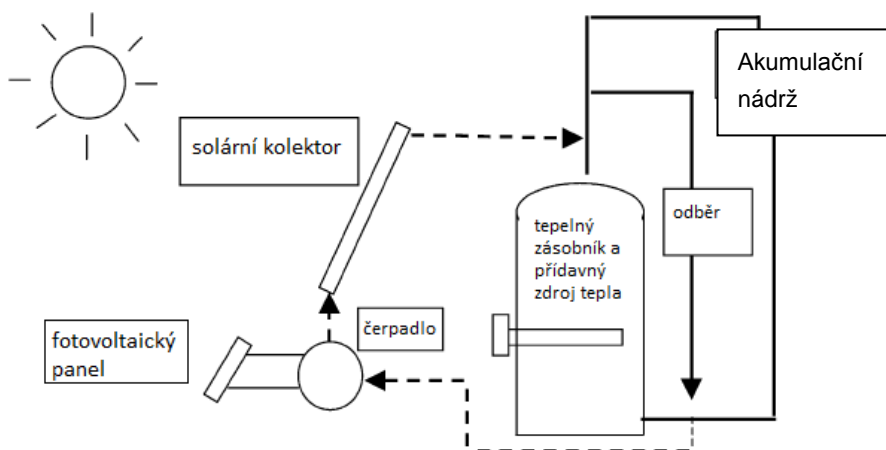 Akumulační
nádrž
solární kolektor
odběr
tepelný
zásobník a
přídavný
zdroj tepla
čerpadlo
fotovoltaický
panel